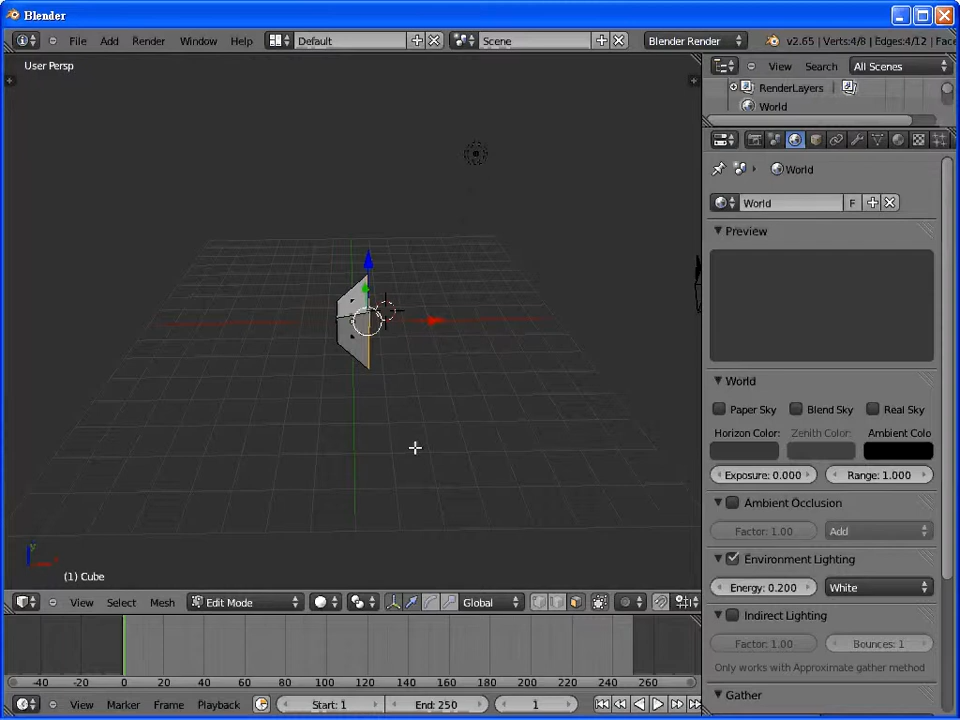 Blender
File Add Render Window Help Default Scene Blender Render v2.65 | Verts:4/8 | Edges:4/12 | Face
User Persp
View Search All Scenes
RenderLayers
World
World
World F
Preview
World
Paper Sky Blend Sky Real Sky
Horizon Color: Zenith Color: Ambient Colo
Exposure: 0.000 Range: 1.000
Ambient Occlusion
Factor: 1.00 Add
Environment Lighting
Energy: 0.200 White
Indirect Lighting
Factor: 1.00 Bounces: 1
Only works with Approximate gather method
Gather
(1) Cube
View Select Mesh Edit Mode Global
-40 -20 0 20 40 60 80 100 120 140 160 180 200 220 240 260
View Marker Frame Playback Start: 1 End: 250 1